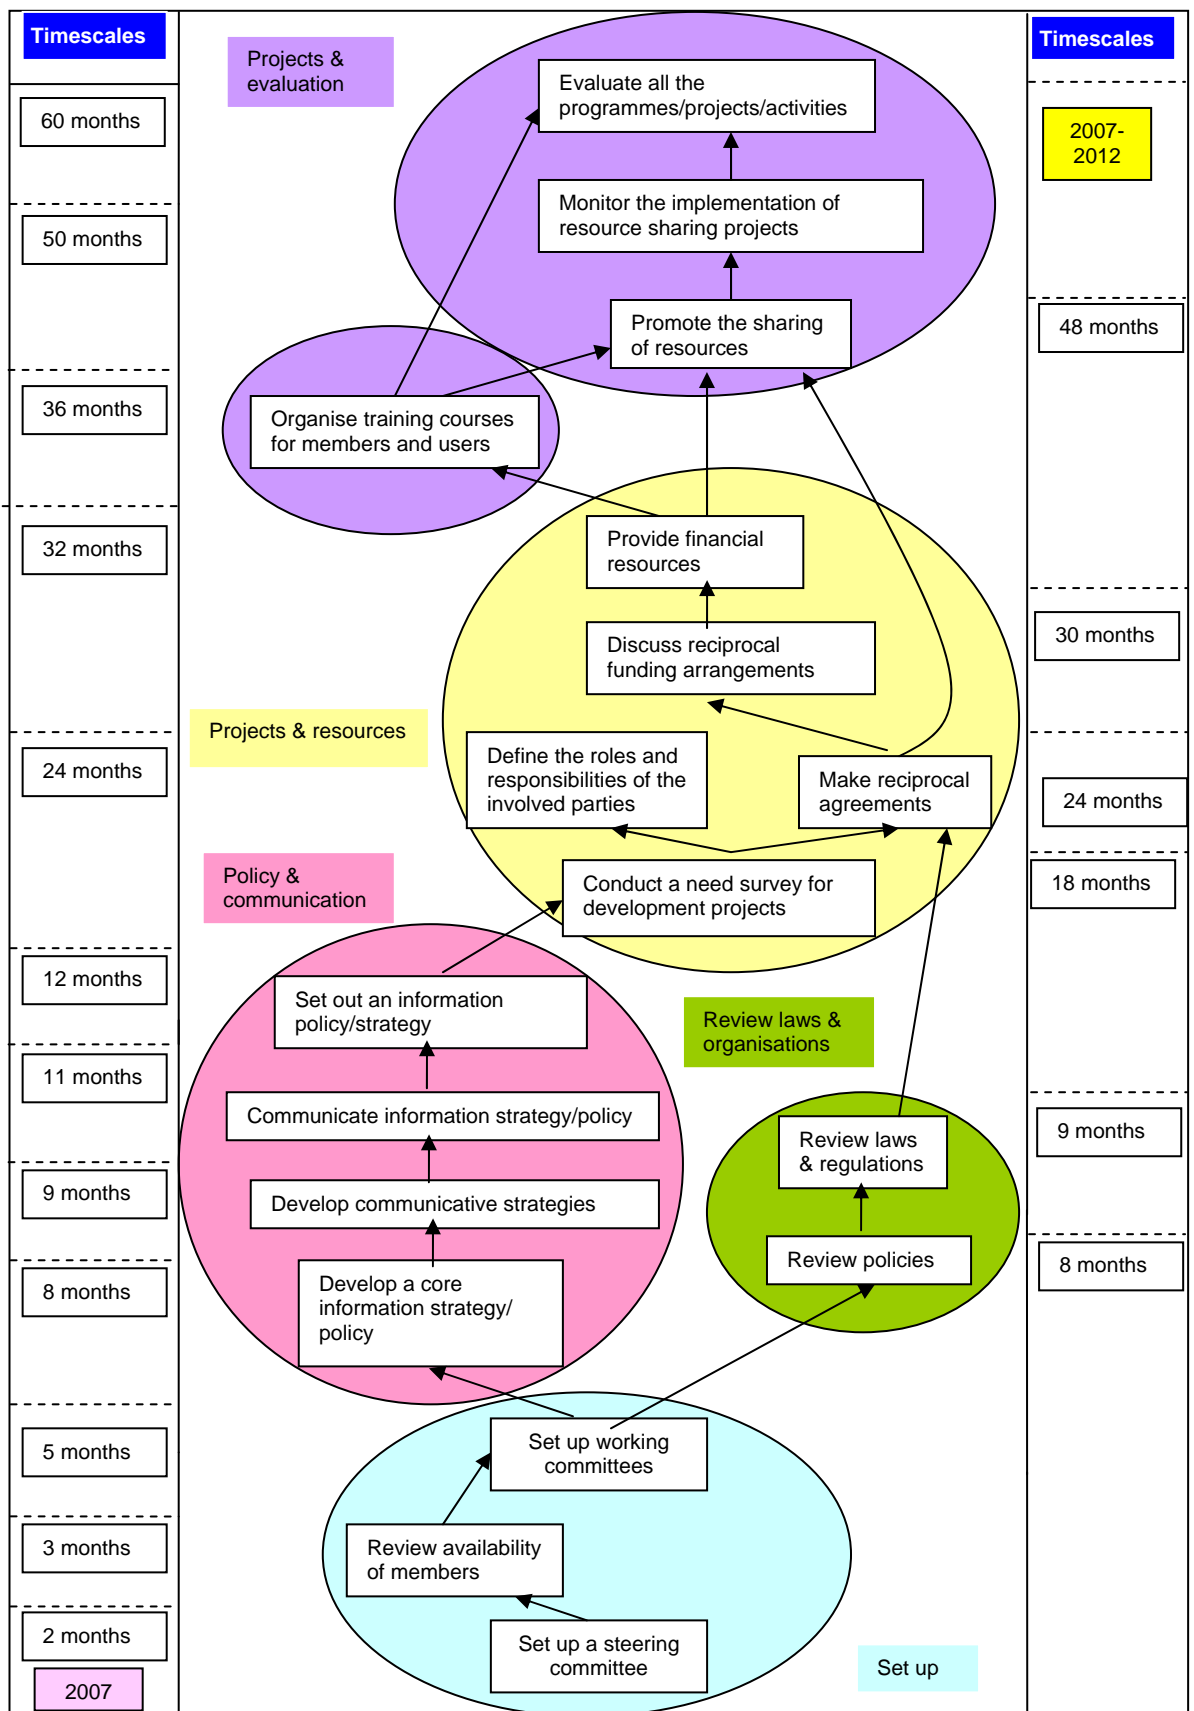 Timescales
Timescales
Projects &
evaluation
Evaluate all the
programmes/projects/activities
60 months
2007-
2012
Monitor the implementation of
resource sharing projects
50 months
Promote the sharing
of resources
48 months
36 months
Organise training courses
for members and users
32 months
Provide financial
resources
Discuss reciprocal
funding arrangements
30 months
Projects & resources
24 months
Define the roles and
responsibilities of the
involved parties
Make reciprocal
agreements
24 months
Policy &
communication
Conduct a need survey for
development projects
18 months
12 months
Set out an information
policy/strategy
Review laws &
organisations
11 months
Communicate information strategy/policy
Review laws
& regulations
9 months
9 months
Develop communicative strategies
Review policies
8 months
8 months
Develop a core
information strategy/
policy
5 months
Set up working
committees
3 months
Review availability
of members
2 months
Set up a steering
committee
Set up
2007